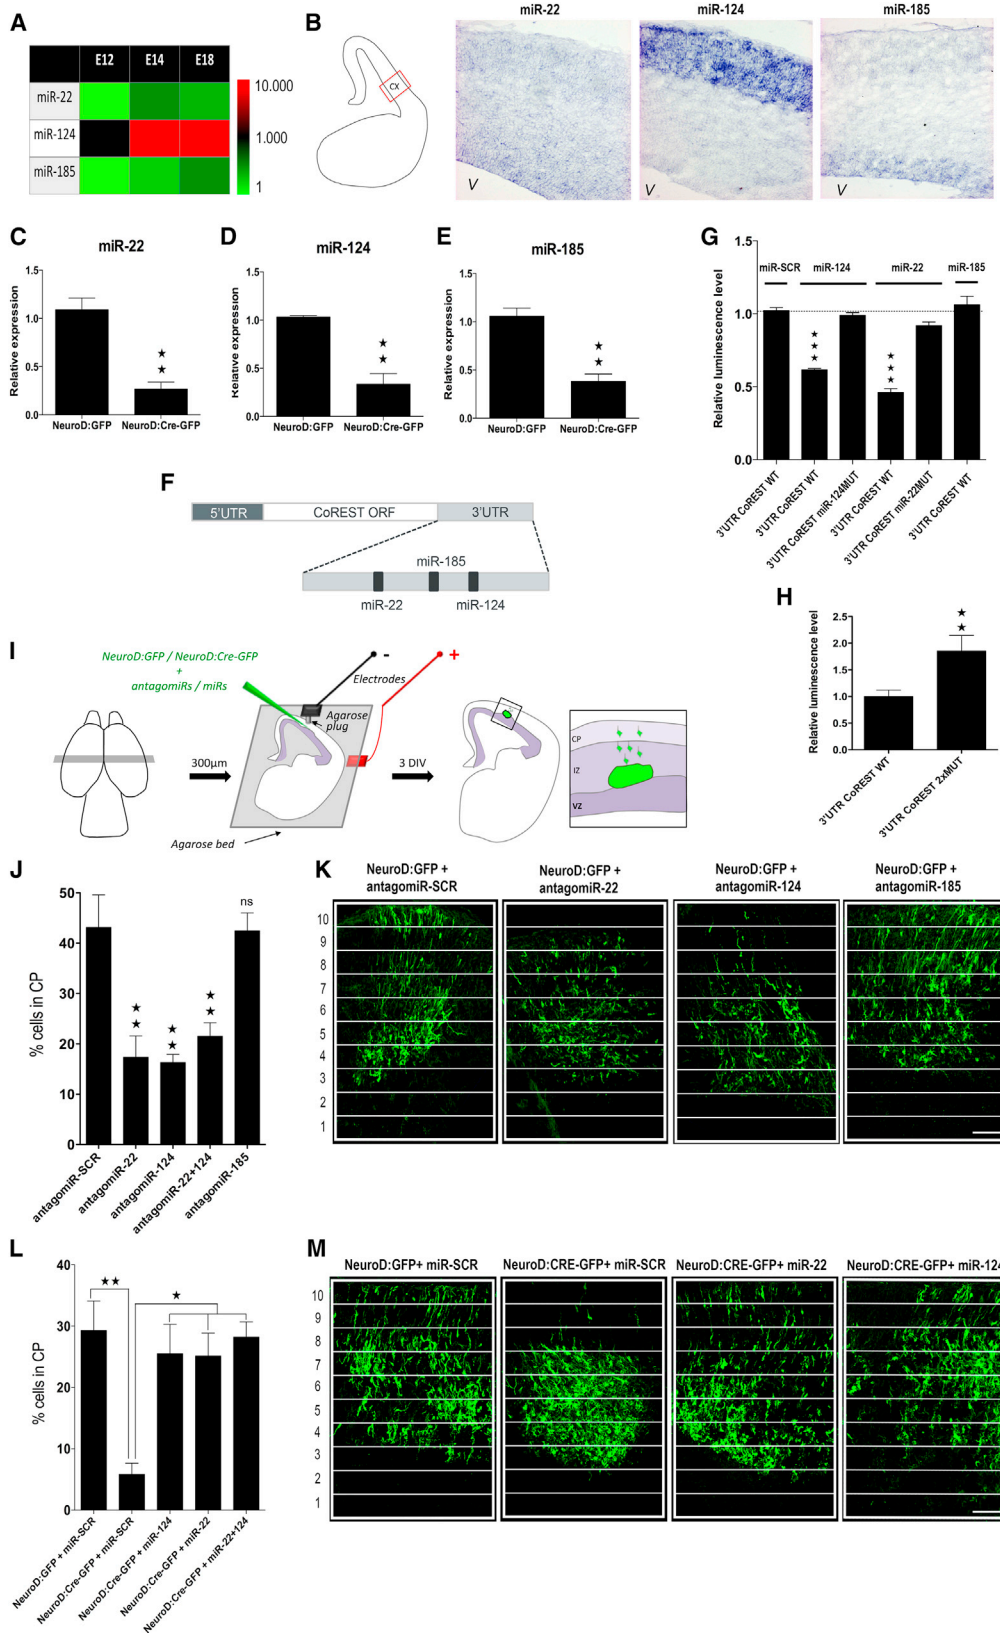 A
E12 E14 E18
miR-22
miR-124
miR-185
10.000
1.000
1
B
CX
miR-22 miR-124 miR-185
V V V
C
miR-22
Relative expression
1.5
1.0
0.5
0.0
NeuroD:GFP NeuroD:Cre-GFP
D
miR-124
Relative expression
1.5
1.0
0.5
0.0
NeuroD:GFP NeuroD:Cre-GFP
E
miR-185
Relative expression
1.5
1.0
0.5
0.0
NeuroD:GFP NeuroD:Cre-GFP
G
Relative luminescence level
1.5
1.0
0.5
0.0
miR-SCR miR-124 miR-22 miR-185
3'UTR CoREST WT
3'UTR CoREST WT
3'UTR CoREST miR-124MUT
3'UTR CoREST WT
3'UTR CoREST miR-22MUT
3'UTR CoREST WT
F
5'UTR CoREST ORF 3'UTR
miR-185
miR-22 miR-124
H
Relative luminescence level
2.5
2.0
1.5
1.0
0.5
0.0
3'UTR CoREST WT
3'UTR CoREST 2xMUT
I
NeuroD:GFP / NeuroD:Cre-GFP
+
antagomiRs / miRs
- +
Electrodes
Agarose
plug
300μm
3 DIV
Agarose bed
CP
IZ
VZ
J
% cells in CP
50
40
30
20
10
0
ns
antagomiR-SCR
antagomiR-22
antagomiR-124
antagomiR-22+124
antagomiR-185
K
NeuroD:GFP +
antagomiR-SCR
NeuroD:GFP +
antagomiR-22
NeuroD:GFP +
antagomiR-124
NeuroD:GFP +
antagomiR-185
10
9
8
7
6
5
4
3
2
1
L
% cells in CP
40
30
20
10
0
NeuroD:GFP + miR-SCR
NeuroD:Cre-GFP + miR-SCR
NeuroD:Cre-GFP + miR-124
NeuroD:Cre-GFP + miR-22
NeuroD:Cre-GFP + miR-22+124
M
NeuroD:GFP+ miR-SCR NeuroD:CRE-GFP+ miR-SCR NeuroD:CRE-GFP+ miR-22 NeuroD:CRE-GFP+ miR-124
10
9
8
7
6
5
4
3
2
1